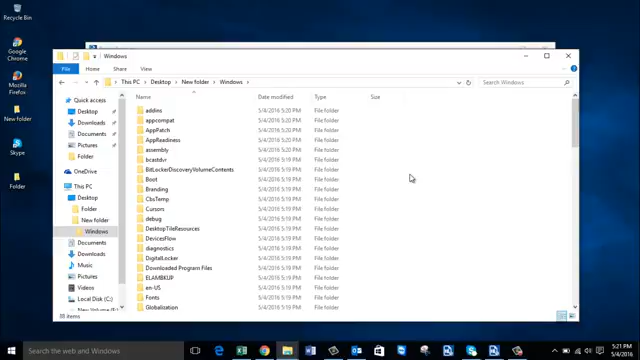 Recycle Bin
Google Chrome
Mozilla Firefox
New folder
Skype
Folder
Windows
File Home Share View
This PC Desktop New folder Windows
Search Windows
Name Date modified Type Size
Quick access
Desktop
Downloads
Documents
Pictures
Folder
OneDrive
This PC
Desktop
Folder
New folder
Windows
Documents
Downloads
Music
Pictures
Videos
Local Disk (C:)
addins 5/4/2016 5:20 PM File folder
appcompat 5/4/2016 5:20 PM File folder
AppPatch 5/4/2016 5:20 PM File folder
AppReadiness 5/4/2016 5:20 PM File folder
assembly 5/4/2016 5:20 PM File folder
bcastdvr 5/4/2016 5:19 PM File folder
BitLockerDiscoveryVolumeContents 5/4/2016 5:19 PM File folder
Boot 5/4/2016 5:19 PM File folder
Branding 5/4/2016 5:19 PM File folder
CbsTemp 5/4/2016 5:19 PM File folder
Cursors 5/4/2016 5:19 PM File folder
debug 5/4/2016 5:19 PM File folder
DesktopTileResources 5/4/2016 5:19 PM File folder
DevicesFlow 5/4/2016 5:19 PM File folder
diagnostics 5/4/2016 5:19 PM File folder
DigitalLocker 5/4/2016 5:19 PM File folder
Downloaded Program Files 5/4/2016 5:19 PM File folder
ELAMBKUP 5/4/2016 5:19 PM File folder
en-US 5/4/2016 5:19 PM File folder
Fonts 5/4/2016 5:19 PM File folder
Globalization 5/4/2016 5:19 PM File folder
items
Search the web and Windows
5:21 PM
5/4/2016